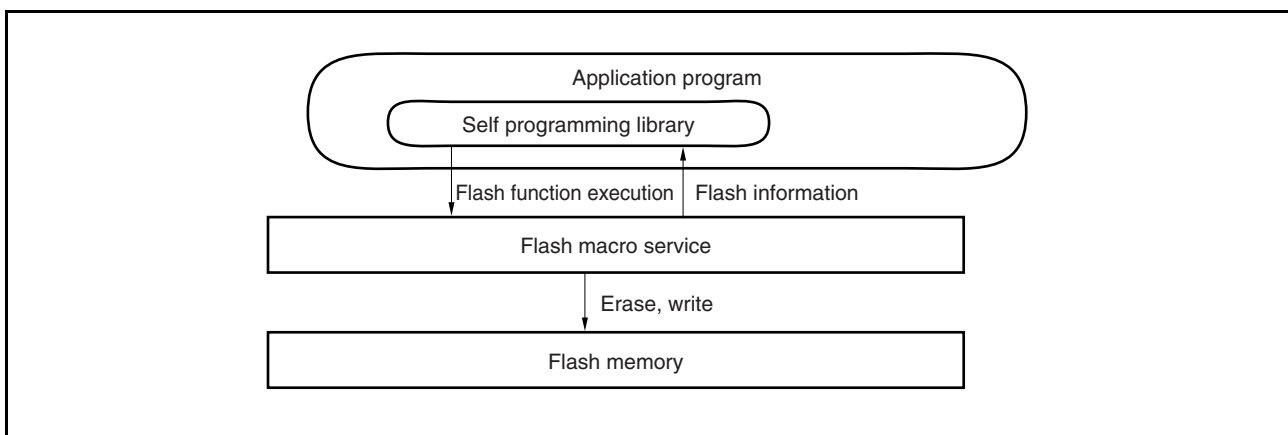 Application program
Self programming library
Flash function execution
Flash information
Flash macro service
Erase, write
Flash memory